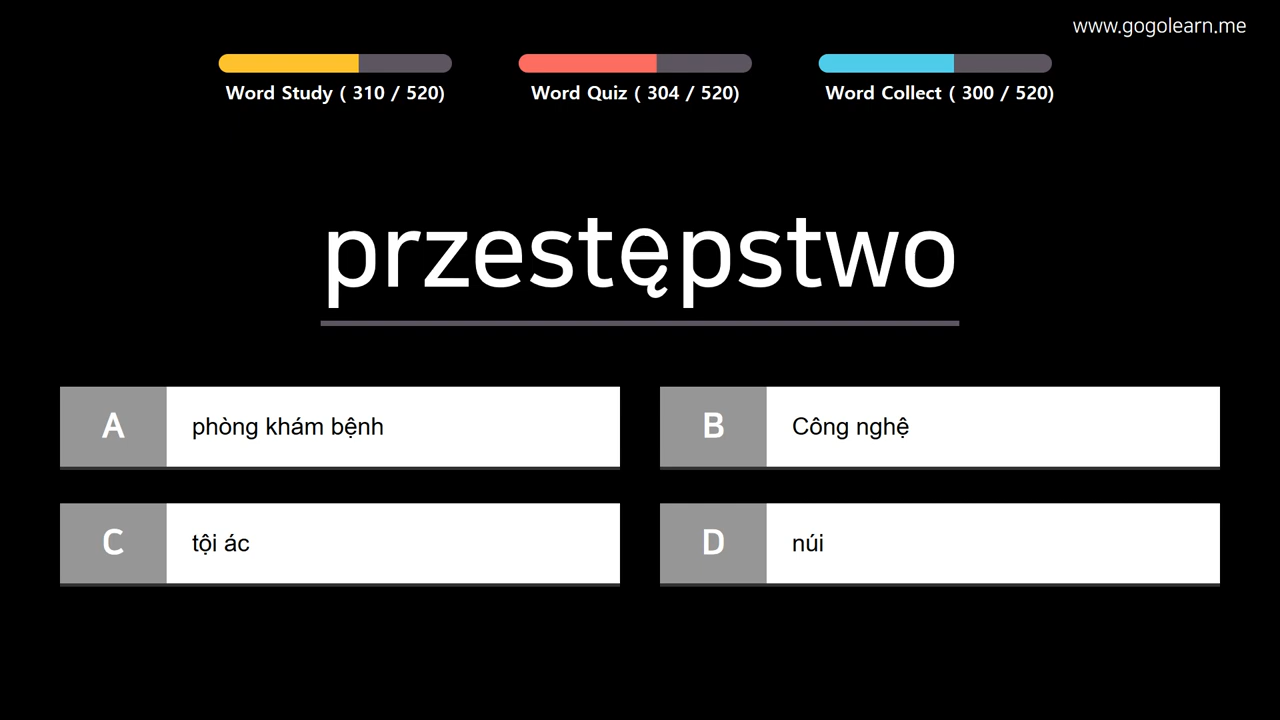 www.gogolearn.me
Word Study ( 310 / 520)
Word Quiz ( 304 / 520)
Word Collect ( 300 / 520)
przestępstwo
A
phòng khám bệnh
B
Công nghệ
C
tội ác
D
núi